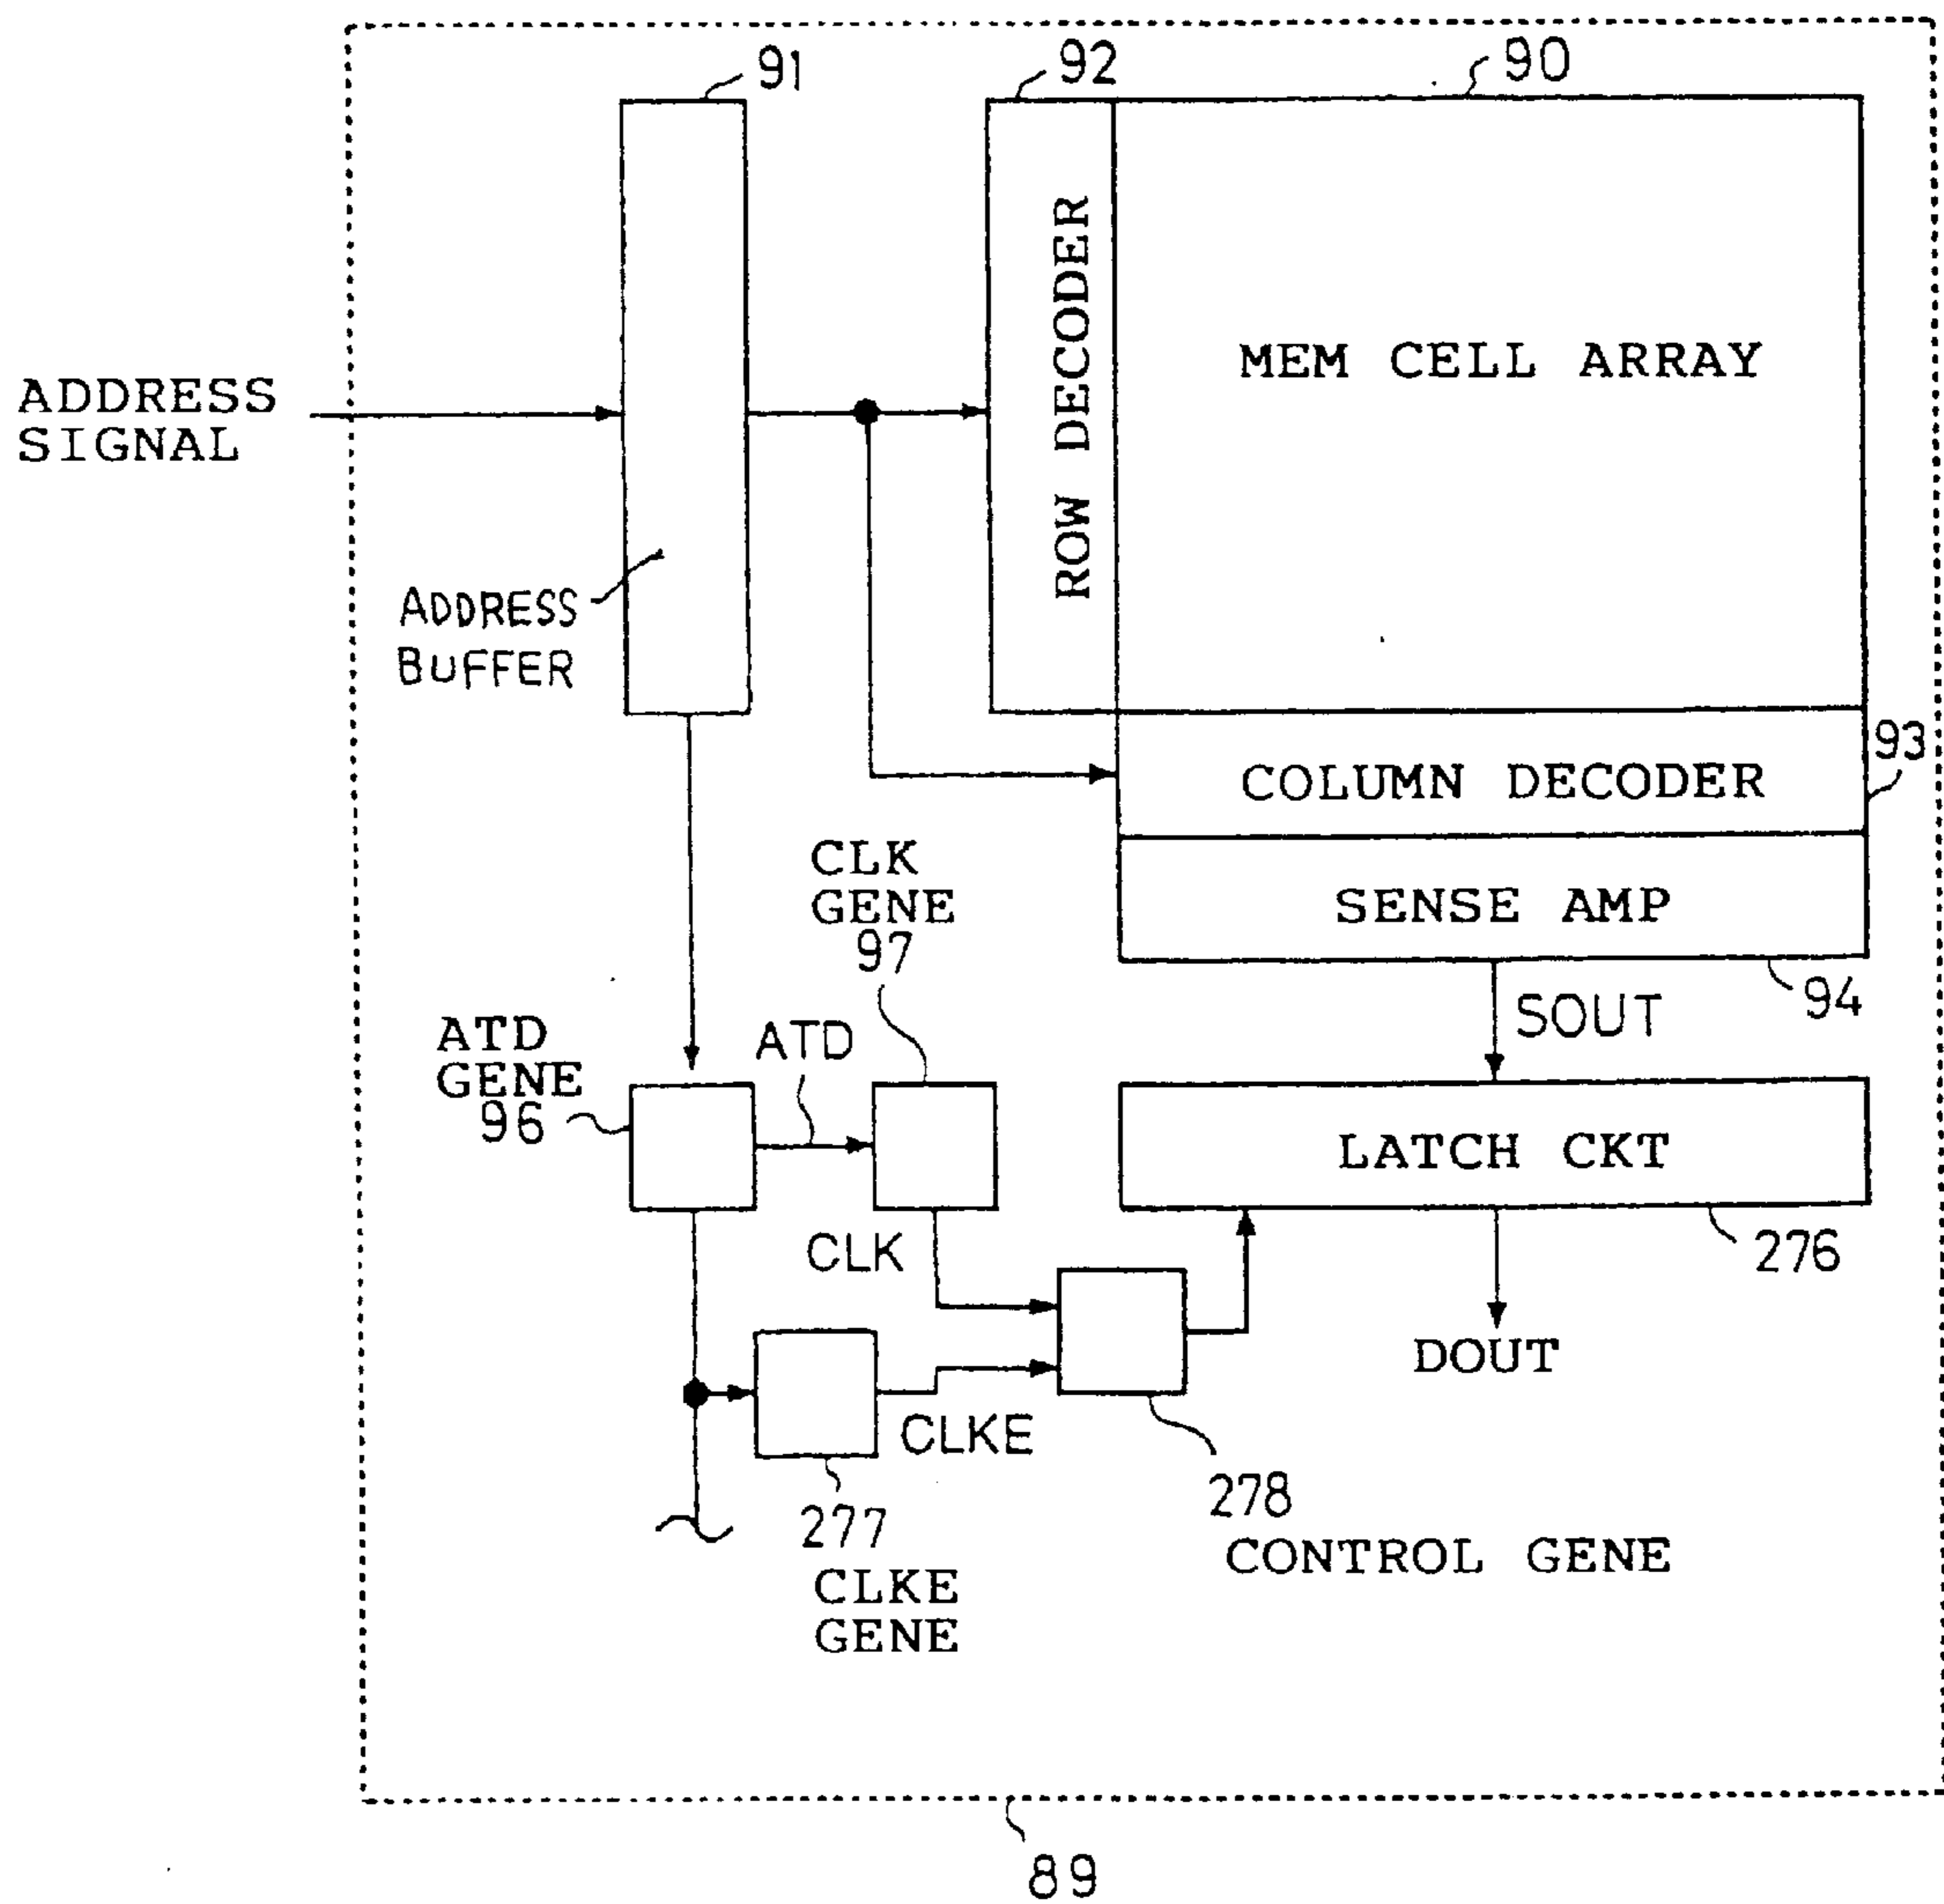 91
92
90
ADDRESS
SIGNAL
ROW DECODER
MEM CELL ARRAY
ADDRESS
BUFFER
93
COLUMN DECODER
CLK
GENE
97
SENSE AMP
94
SOUT
ATD
GENE
96
ATD
LATCH CKT
276
CLK
DOUT
CLKE
277
CLKE
GENE
278
CONTROL GENE
89